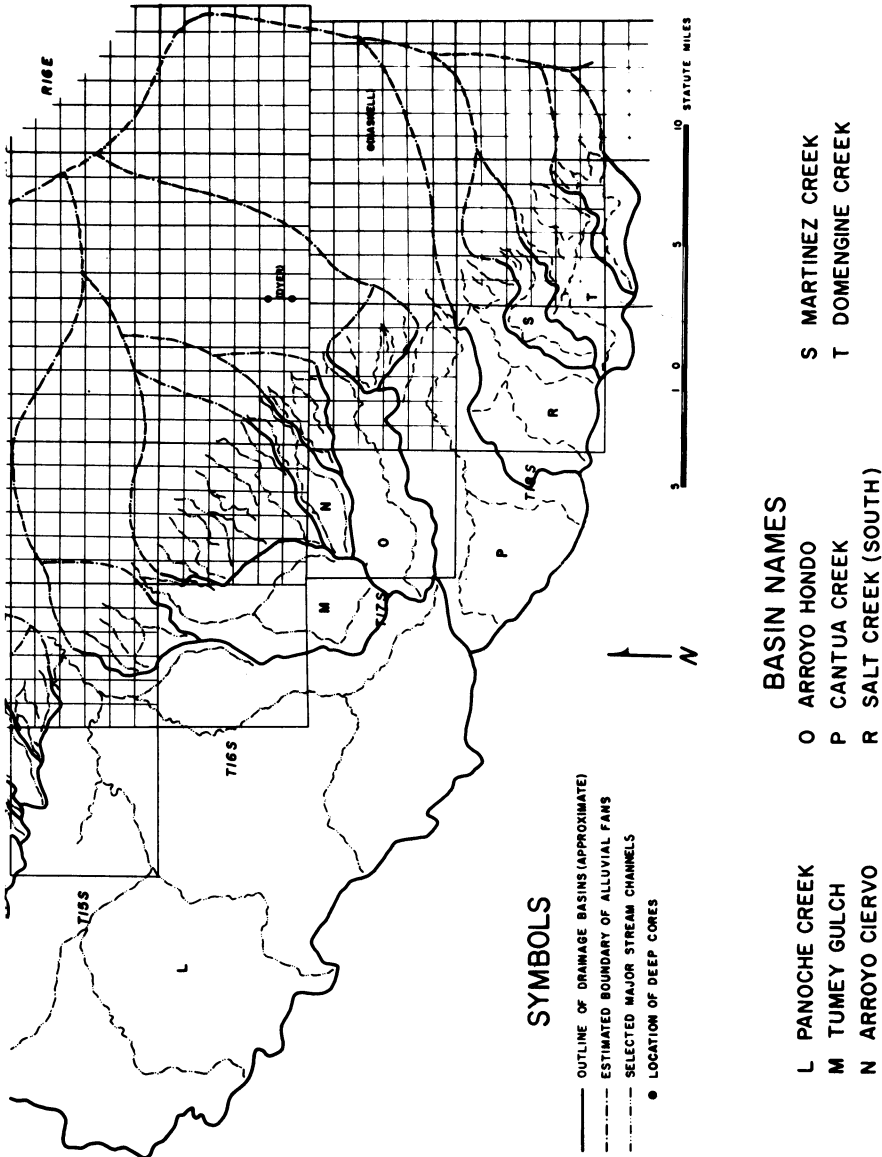 R16E
(DYER)
T15S
T16S
T17S
T18S
L
M
N
O
P
R
S
T
N
5 1 0 5 10 STATUTE MILES
SYMBOLS
OUTLINE OF DRAINAGE BASINS (APPROXIMATE)
ESTIMATED BOUNDARY OF ALLUVIAL FANS
SELECTED MAJOR STREAM CHANNELS
LOCATION OF DEEP CORES
BASIN NAMES
L PANOCHE CREEK
M TUMEY GULCH
N ARROYO CIERVO
O ARROYO HONDO
P CANTUA CREEK
R SALT CREEK (SOUTH)
S MARTINEZ CREEK
T DOMENGINE CREEK